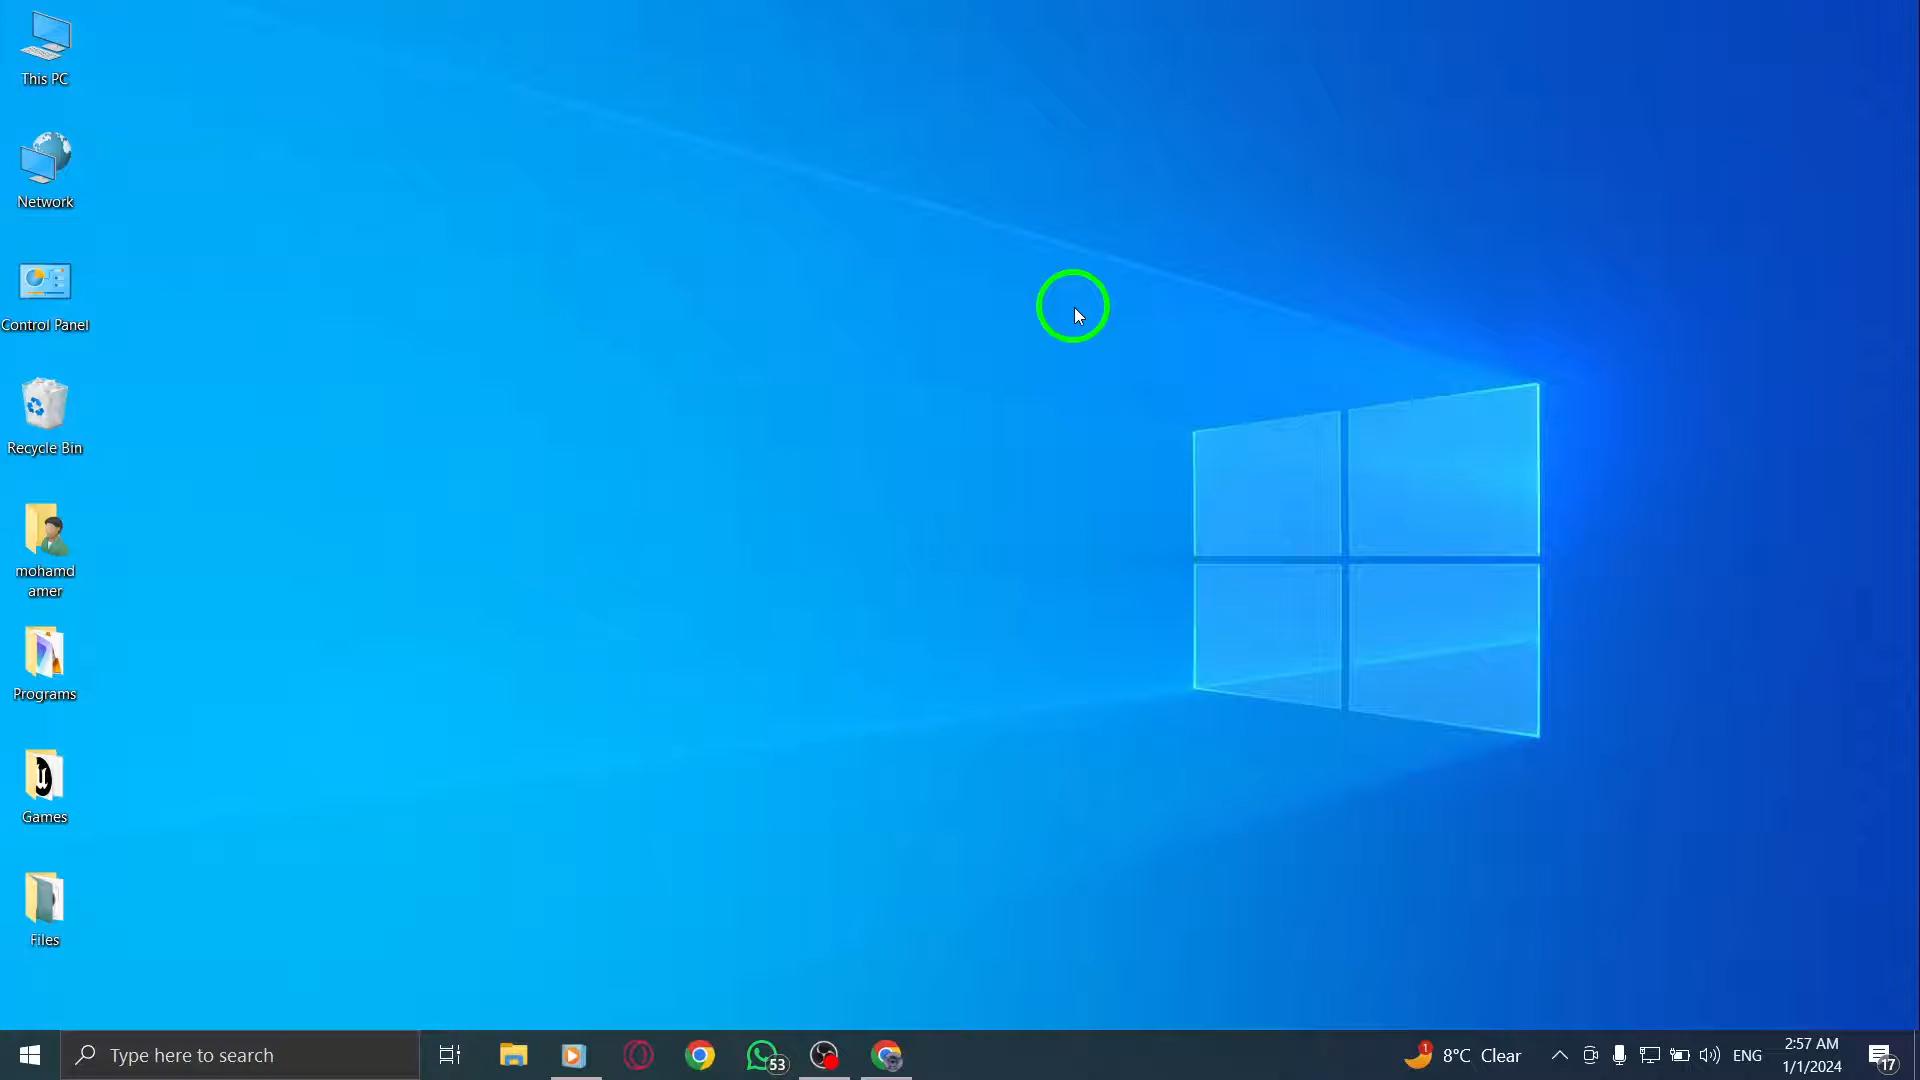 This PC
Network
Control Panel
Recycle Bin
mohamd
amer
Programs
Games
Files
Type here to search
53
1
8°C Clear
ENG
2:57 AM
1/1/2024
17